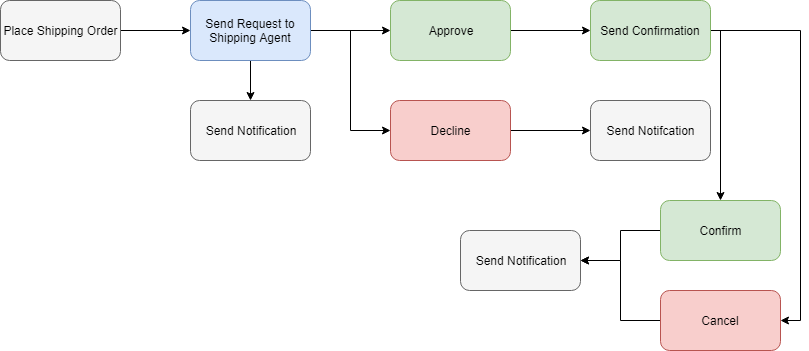 Place Shipping Order
Send Request to
Shipping Agent
Approve
Send Confirmation
Send Notification
Decline
Send Notifcation
Confirm
Send Notification
Cancel